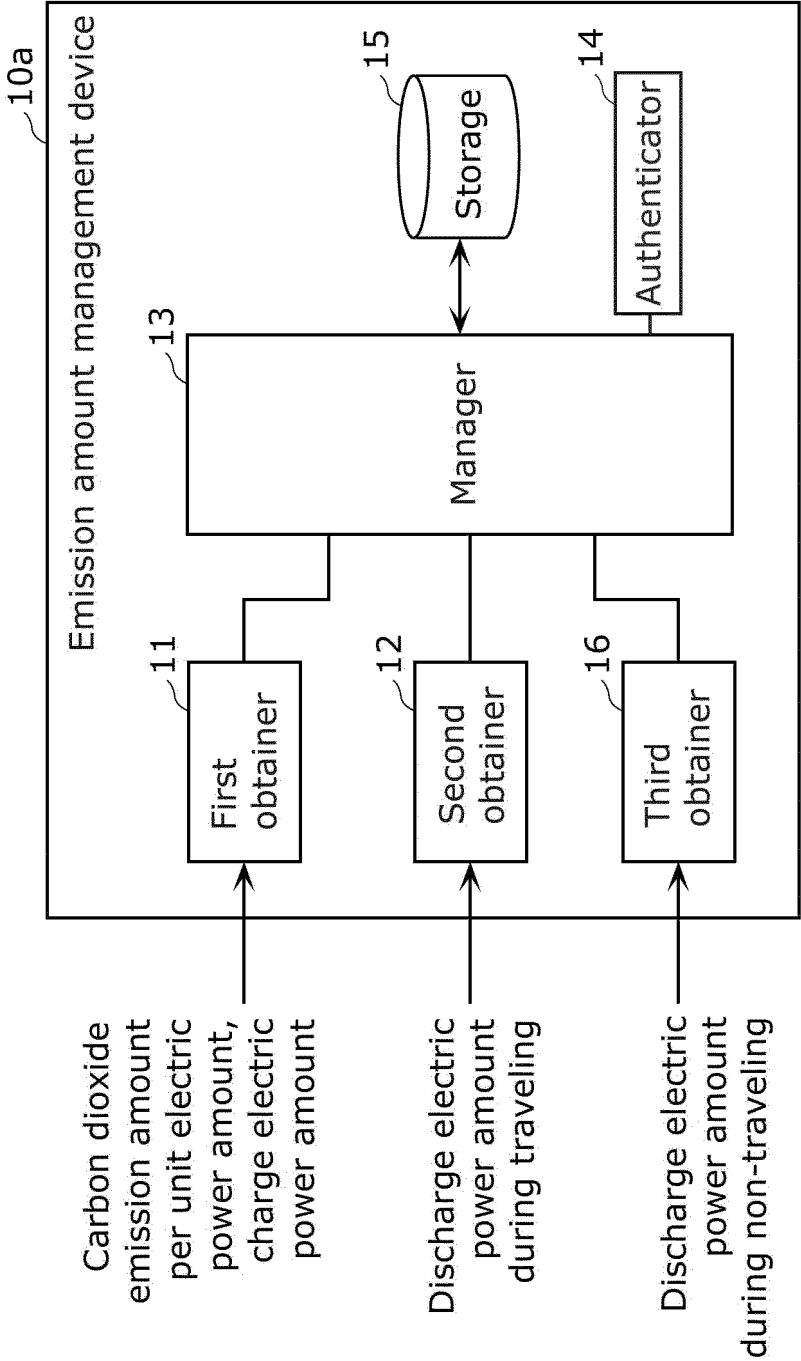 10a
Emission amount management device
Carbon dioxide
emission amount
per unit electric
power amount,
charge electric
power amount
11
First
obtainer
13
Manager
15
Storage
Discharge electric
power amount
during traveling
12
Second
obtainer
14
Authenticator
Discharge electric
power amount
during non-traveling
16
Third
obtainer